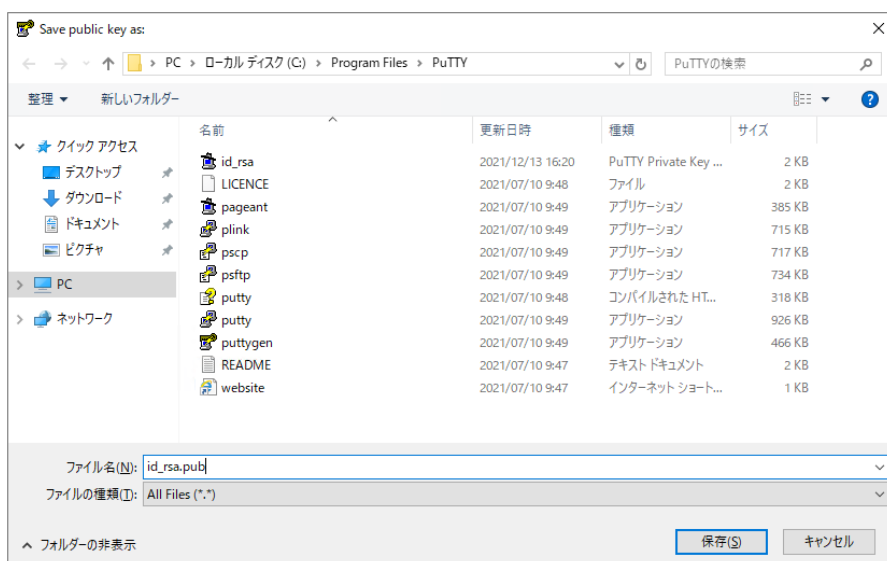 Save public key as:
PC > ローカル ディスク (C:) > Program Files > PuTTY
PuTTYの検索
整理 新しいフォルダー
名前 更新日時 種類 サイズ
クイック アクセス
デスクトップ
ダウンロード
ドキュメント
ピクチャ
PC
ネットワーク
id_rsa 2021/12/13 16:20 PuTTY Private Key ... 2 KB
LICENCE 2021/07/10 9:48 ファイル 2 KB
pageant 2021/07/10 9:49 アプリケーション 385 KB
plink 2021/07/10 9:49 アプリケーション 715 KB
pscp 2021/07/10 9:49 アプリケーション 717 KB
psftp 2021/07/10 9:49 アプリケーション 734 KB
putty 2021/07/10 9:48 コンパイルされた HT... 318 KB
putty 2021/07/10 9:49 アプリケーション 926 KB
puttygen 2021/07/10 9:49 アプリケーション 466 KB
README 2021/07/10 9:47 テキスト ドキュメント 2 KB
website 2021/07/10 9:47 インターネット ショート... 1 KB
ファイル名(N): id_rsa.pub
ファイルの種類(T): All Files (*.*)
フォルダーの非表示 保存(S) キャンセル